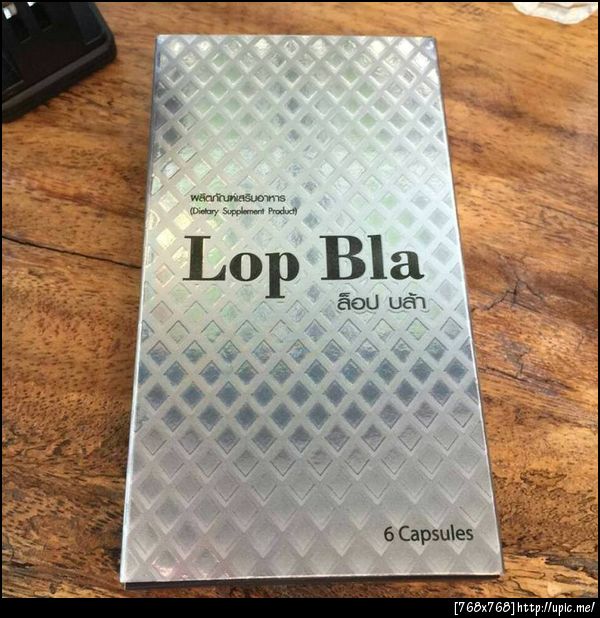 ผลิตภัณฑ์เสริมอาหาร
(Dietary Supplement Product)
Lop Bla
ล็อป บล้า
6 Capsules
[768x768]http://upic.me/